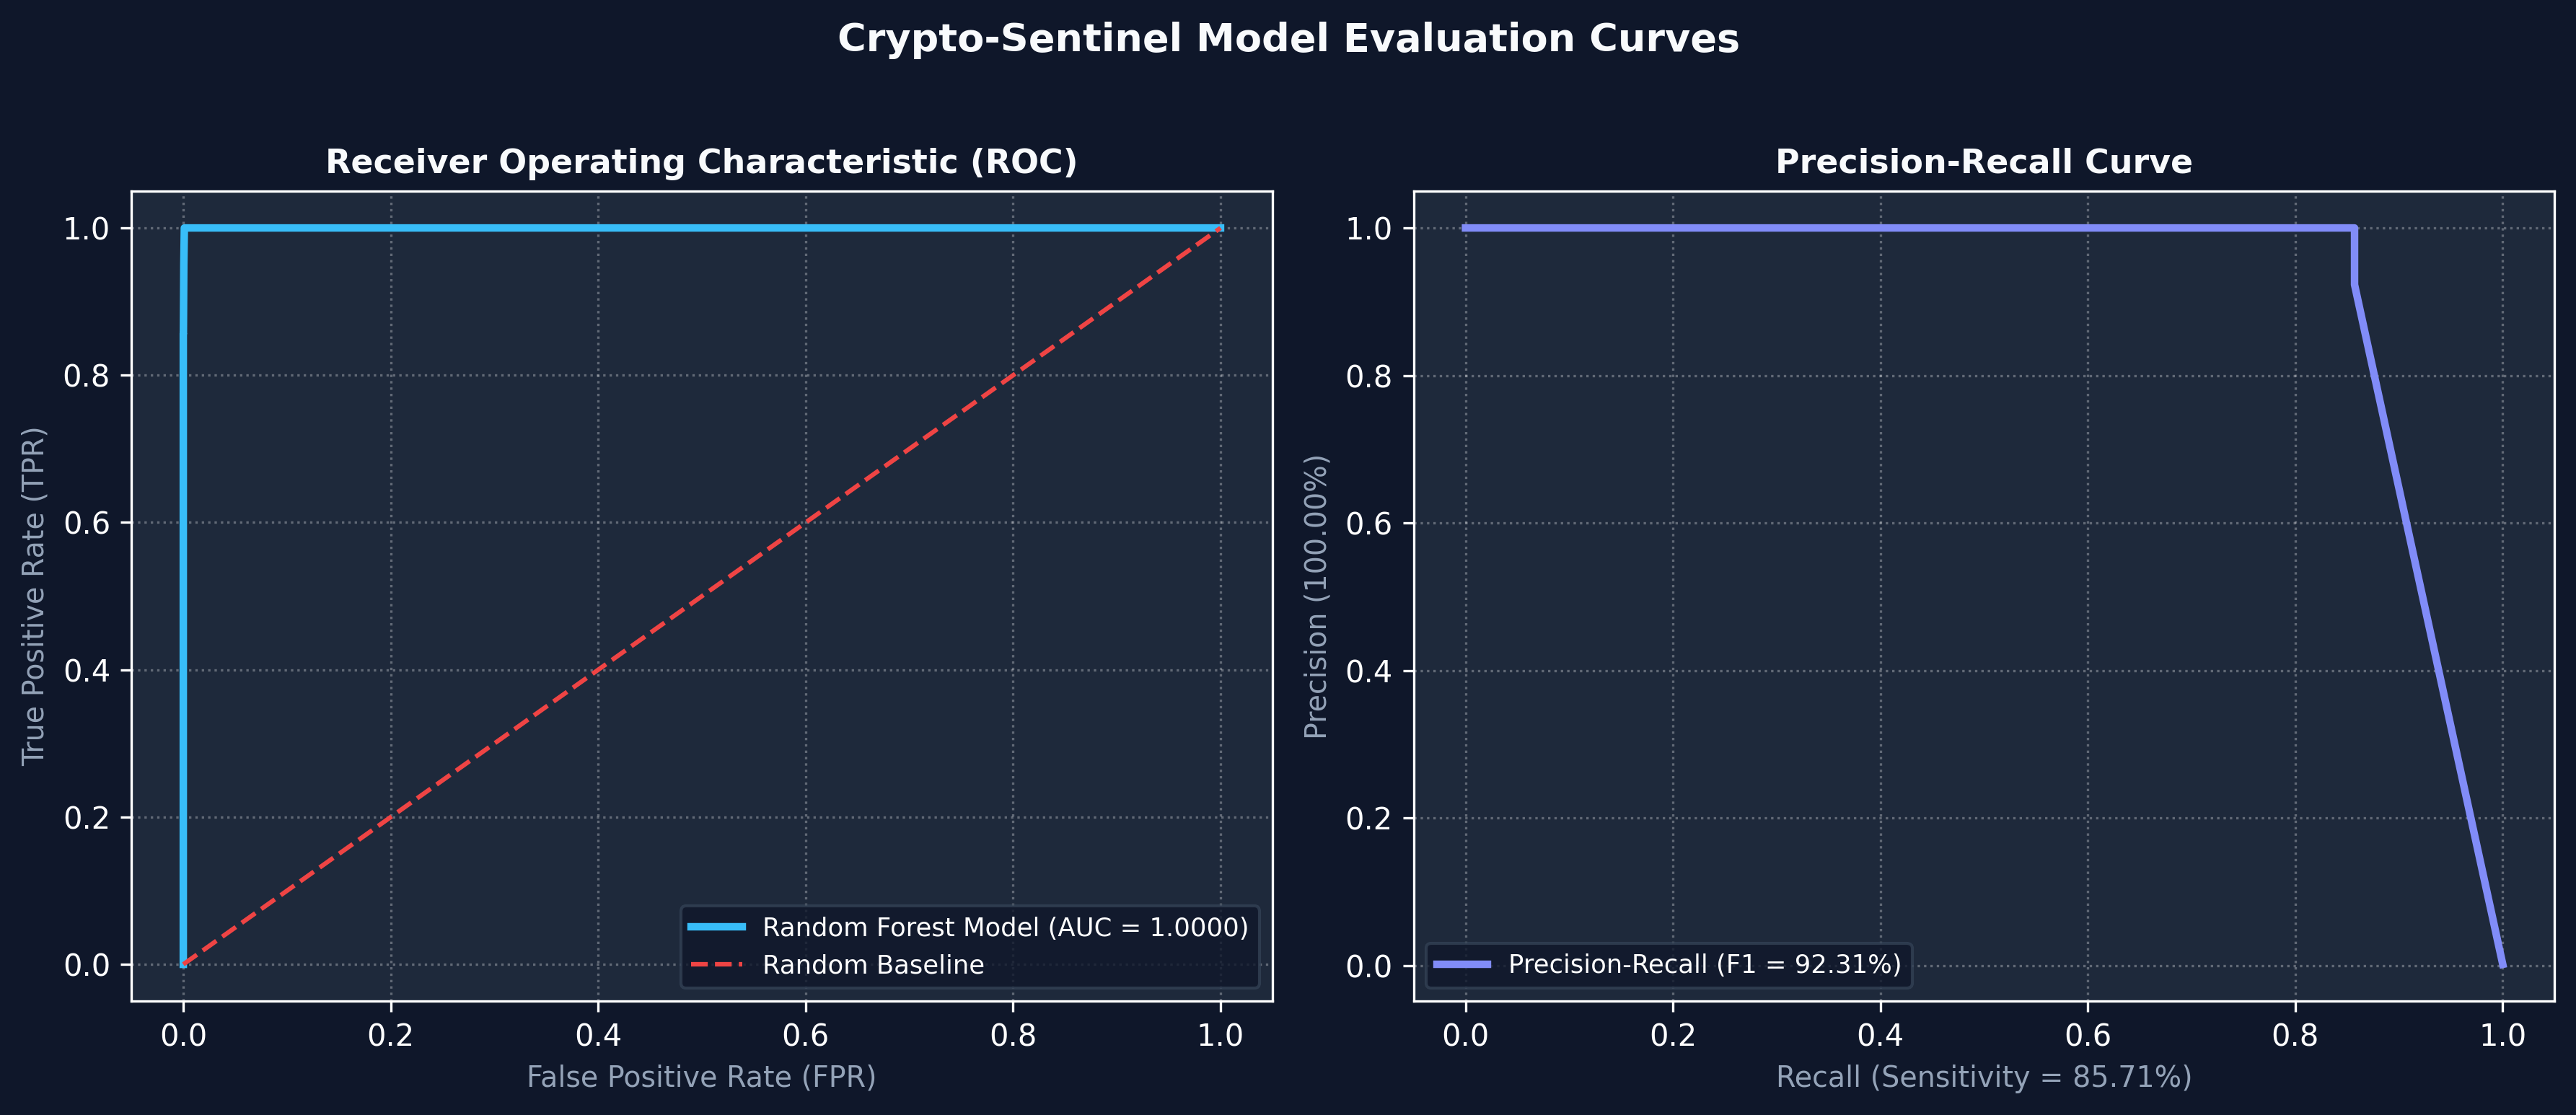 Crypto-Sentinel Model Evaluation Curves
Receiver Operating Characteristic (ROC)
True Positive Rate (TPR)
1.0
0.8
0.6
0.4
0.2
0.0
Random Forest Model (AUC = 1.0000)
Random Baseline
0.0 0.2 0.4 0.6 0.8 1.0
False Positive Rate (FPR)
Precision-Recall Curve
Precision (100.00%)
1.0
0.8
0.6
0.4
0.2
0.0
Precision-Recall (F1 = 92.31%)
0.0 0.2 0.4 0.6 0.8 1.0
Recall (Sensitivity = 85.71%)